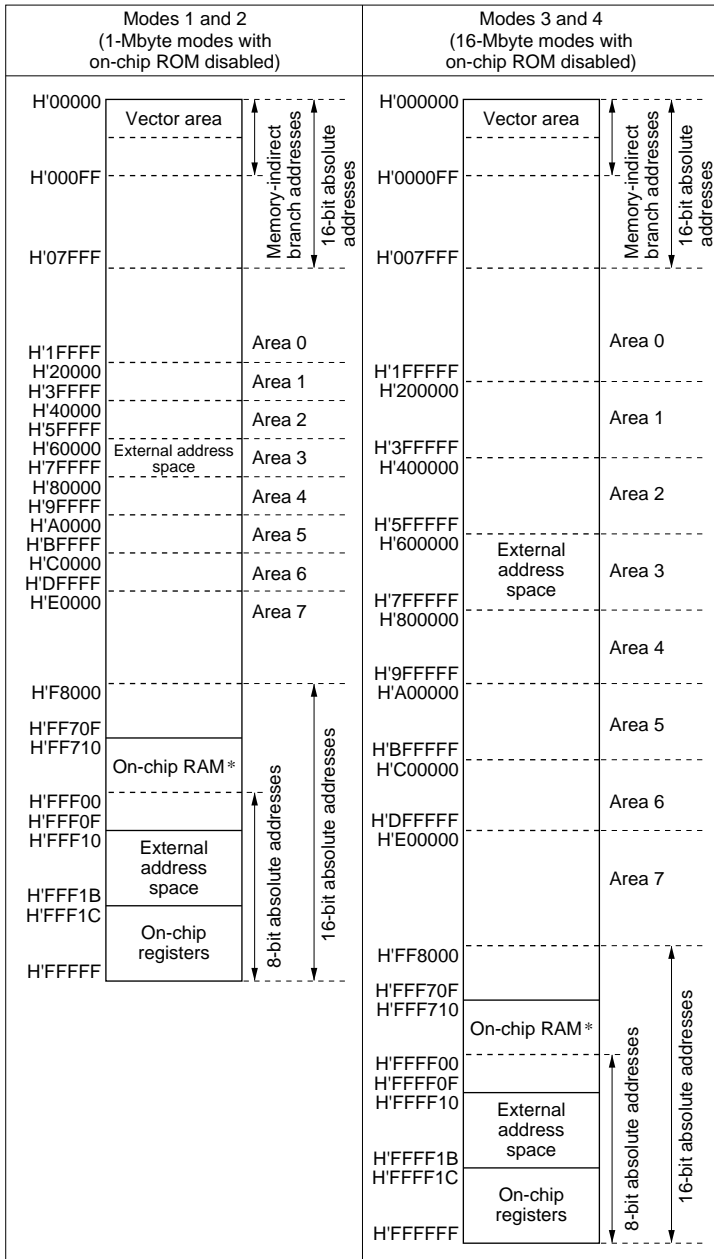 Modes 1 and 2
(1-Mbyte modes with
on-chip ROM disabled)
H'00000
Vector area
H'000FF
Memory-indirect
branch addresses
16-bit absolute
addresses
H'07FFF
Area 0
H'1FFFF
H'20000
Area 1
H'3FFFF
H'40000
Area 2
H'5FFFF
H'60000
External address
space
Area 3
H'7FFFF
H'80000
Area 4
H'9FFFF
H'A0000
Area 5
H'BFFFF
H'C0000
Area 6
H'DFFFF
H'E0000
Area 7
H'F8000
H'FF70F
H'FF710
On-chip RAM*
H'FFF00
H'FFF0F
H'FFF10
External
address
space
H'FFF1B
H'FFF1C
On-chip
registers
H'FFFFF
8-bit absolute addresses
16-bit absolute addresses
Modes 3 and 4
(16-Mbyte modes with
on-chip ROM disabled)
H'000000
Vector area
H'0000FF
Memory-indirect
branch addresses
16-bit absolute
addresses
H'007FFF
Area 0
H'1FFFFF
H'200000
Area 1
H'3FFFFF
H'400000
Area 2
H'5FFFFF
H'600000
External
address
space
Area 3
H'7FFFFF
H'800000
Area 4
H'9FFFFF
H'A00000
Area 5
H'BFFFFF
H'C00000
Area 6
H'DFFFFF
H'E00000
Area 7
H'FF8000
H'FFF70F
H'FFF710
On-chip RAM*
H'FFFF00
H'FFFF0F
H'FFFF10
External
address
space
H'FFFF1B
H'FFFF1C
On-chip
registers
H'FFFFFF
8-bit absolute addresses
16-bit absolute addresses